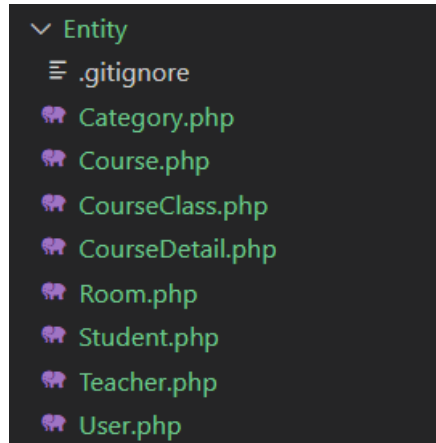 Entity
.gitignore
Category.php
Course.php
CourseClass.php
CourseDetail.php
Room.php
Student.php
Teacher.php
User.php